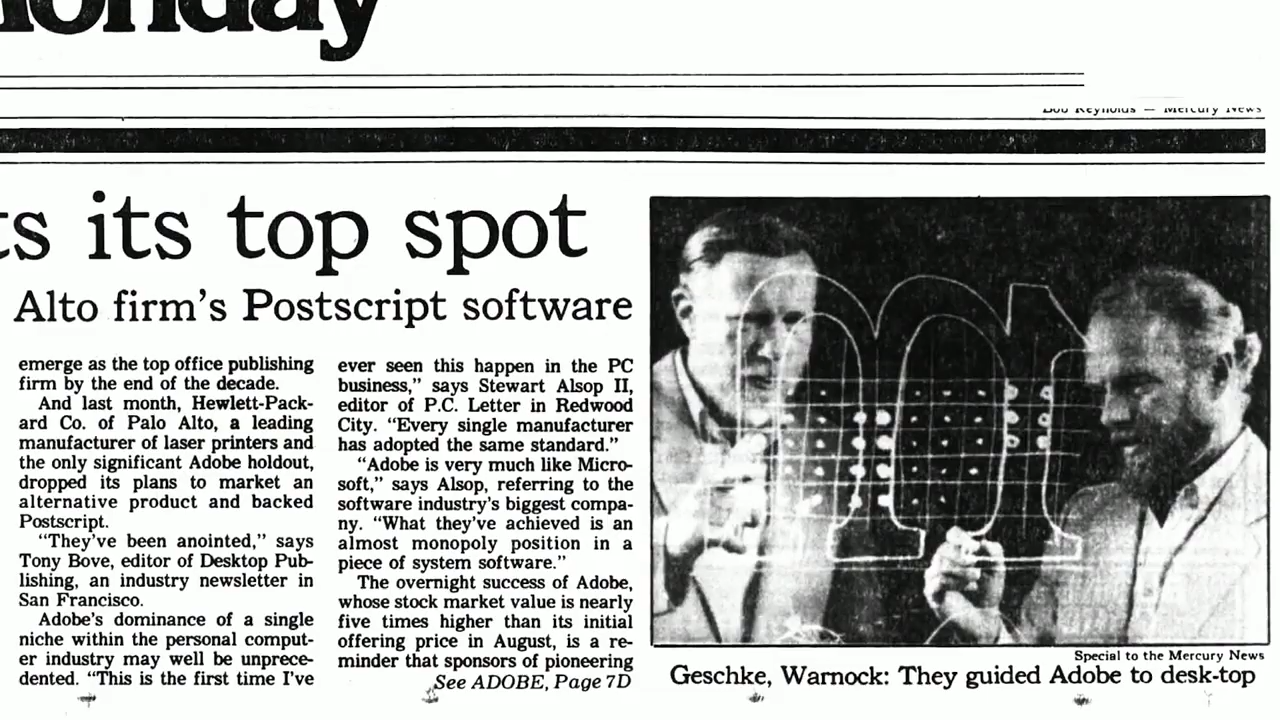 Monday
Bob Reynolds — Mercury News
ts its top spot
Alto firm's Postscript software
emerge as the top office publishing
firm by the end of the decade.
And last month, Hewlett-Pack-
ard Co. of Palo Alto, a leading
manufacturer of laser printers and
the only significant Adobe holdout,
dropped its plans to market an
alternative product and backed
Postscript.
“They've been anointed,” says
Tony Bove, editor of Desktop Pub-
lishing, an industry newsletter in
San Francisco.
Adobe's dominance of a single
niche within the personal comput-
er industry may well be unprece-
dented. “This is the first time I've
ever seen this happen in the PC
business,” says Stewart Alsop II,
editor of P.C. Letter in Redwood
City. “Every single manufacturer
has adopted the same standard.”
“Adobe is very much like Micro-
soft,” says Alsop, referring to the
software industry's biggest compa-
ny. “What they've achieved is an
almost monopoly position in a
piece of system software.”
The overnight success of Adobe,
whose stock market value is nearly
five times higher than its initial
offering price in August, is a re-
minder that sponsors of pioneering
See ADOBE, Page 7D
Special to the Mercury News
Geschke, Warnock: They guided Adobe to desk-top